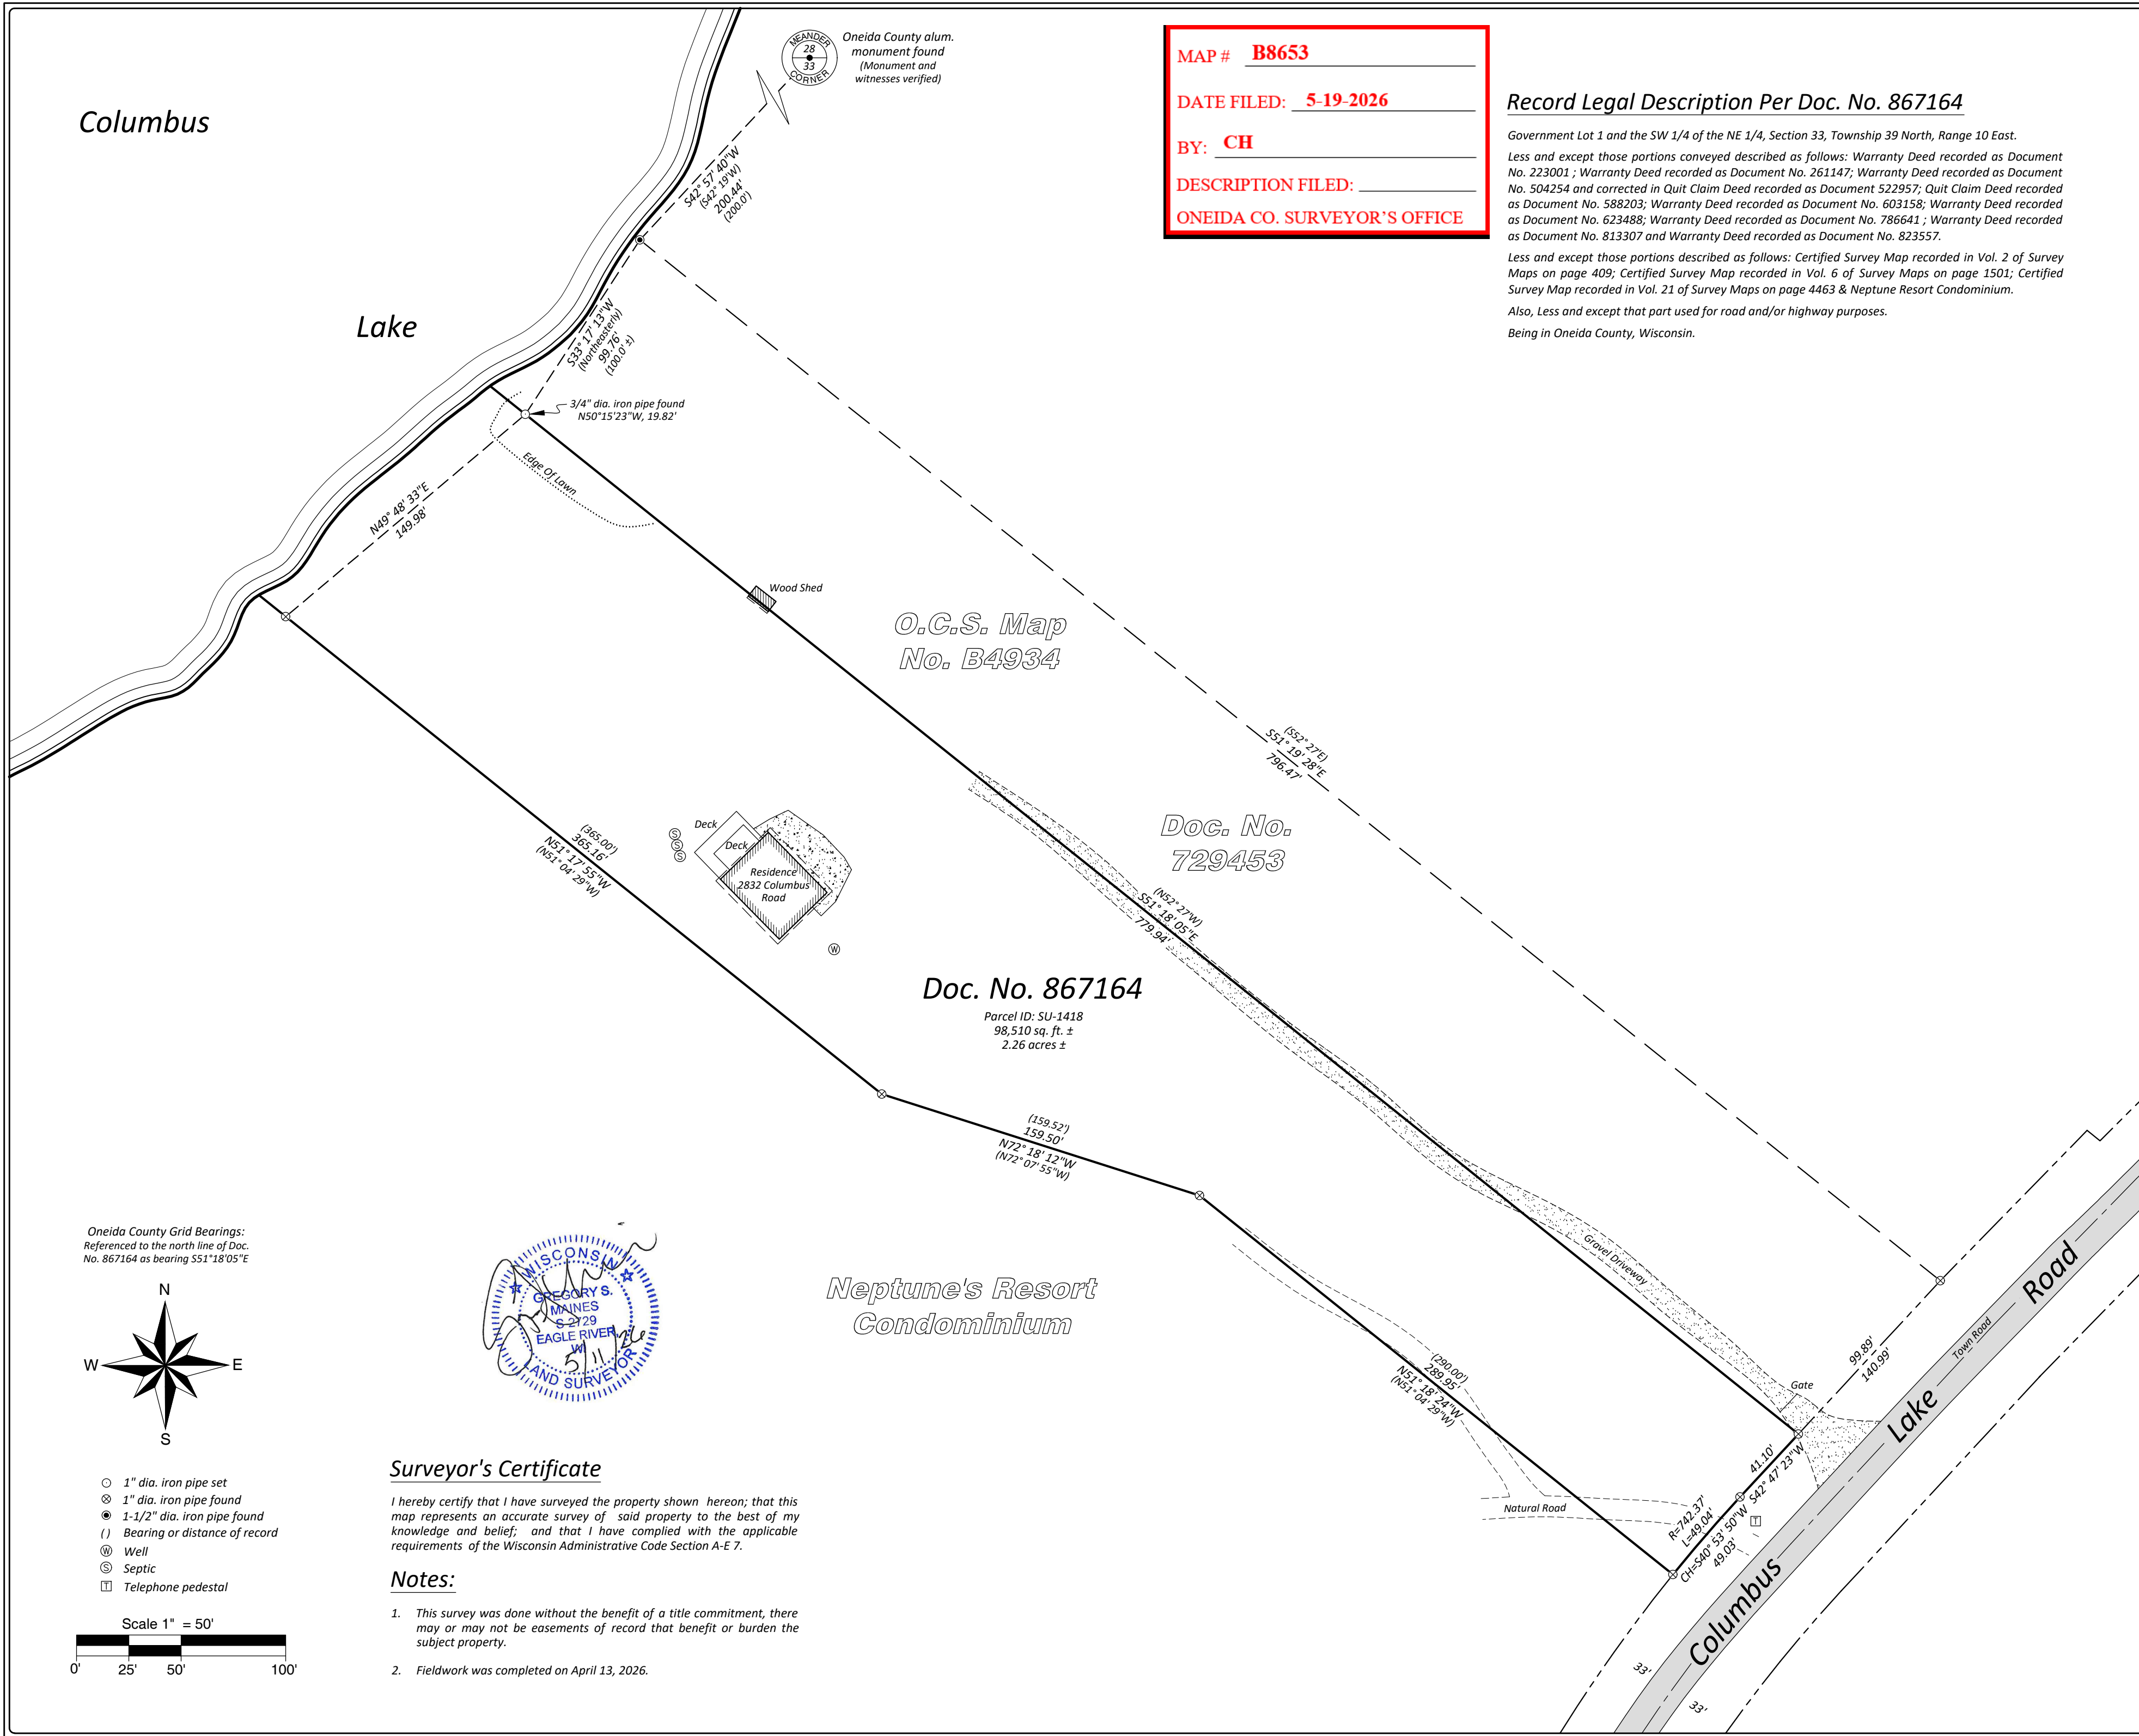 MEANDER
28
33
CORNER
Oneida County alum.
monument found
(Monument and
witnesses verified)
Columbus
Lake
MAP # B8653
DATE FILED: 5-19-2026
BY: CH
DESCRIPTION FILED:
ONEIDA CO. SURVEYOR'S OFFICE
Record Legal Description Per Doc. No. 867164
Government Lot 1 and the SW 1/4 of the NE 1/4, Section 33, Township 39 North, Range 10 East.
Less and except those portions conveyed described as follows: Warranty Deed recorded as Document
No. 223001 ; Warranty Deed recorded as Document No. 261147; Warranty Deed recorded as Document
No. 504254 and corrected in Quit Claim Deed recorded as Document 522957; Quit Claim Deed recorded
as Document No. 588203; Warranty Deed recorded as Document No. 603158; Warranty Deed recorded
as Document No. 623488; Warranty Deed recorded as Document No. 786641 ; Warranty Deed recorded
as Document No. 813307 and Warranty Deed recorded as Document No. 823557.
Less and except those portions described as follows: Certified Survey Map recorded in Vol. 2 of Survey
Maps on page 409; Certified Survey Map recorded in Vol. 6 of Survey Maps on page 1501; Certified
Survey Map recorded in Vol. 21 of Survey Maps on page 4463 & Neptune Resort Condominium.
Also, Less and except that part used for road and/or highway purposes.
Being in Oneida County, Wisconsin.
S42° 57' 40"W
(S42° 19'W)
200.44'
(200.0')
S33° 17' 13"W
(Northeasterly)
99.76'
(100.0'±)
3/4" dia. iron pipe found
N50°15'23"W, 19.82'
Edge Of Lawn
N49° 48' 33"E
149.98'
Wood Shed
O.C.S. Map
No. B4934
(S52° 27'E)
S51° 19' 28"E
796.47'
Doc. No.
729453
(N52° 27'W)
S51° 18' 05"E
779.94'
(365.00')
365.16'
N51° 17' 55"W
(N51° 04' 29"W)
Deck
Deck
S
S
S
Residence
2832 Columbus
Road
W
Doc. No. 867164
Parcel ID: SU-1418
98,510 sq. ft. ±
2.26 acres ±
(159.52')
159.50'
N72° 18' 12"W
(N72° 07' 55"W)
Neptune's Resort
Condominium
Gravel Driveway
(290.00')
289.95'
N51° 18' 24"W
(N51° 04' 29"W)
Natural Road
Gate
99.89'
140.99'
41.10'
S42° 47' 23"W
R=742.37'
L=49.04'
CH=S40° 53' 50"W
49.03'
T
Town Road
Columbus Lake Road
33'
33'
Oneida County Grid Bearings:
Referenced to the north line of Doc.
No. 867164 as bearing S51°18'05"E
N
W
E
S
1" dia. iron pipe set
1" dia. iron pipe found
1-1/2" dia. iron pipe found
( ) Bearing or distance of record
W Well
S Septic
T Telephone pedestal
Scale 1" = 50'
0' 25' 50' 100'
WISCONSIN
GREGORY S.
MAINES
S-2729
EAGLE RIVER,
WI
LAND SURVEYOR
5/11/26
Surveyor's Certificate
I hereby certify that I have surveyed the property shown hereon; that this
map represents an accurate survey of said property to the best of my
knowledge and belief; and that I have complied with the applicable
requirements of the Wisconsin Administrative Code Section A-E 7.
Notes:
1. This survey was done without the benefit of a title commitment, there
may or may not be easements of record that benefit or burden the
subject property.
2. Fieldwork was completed on April 13, 2026.